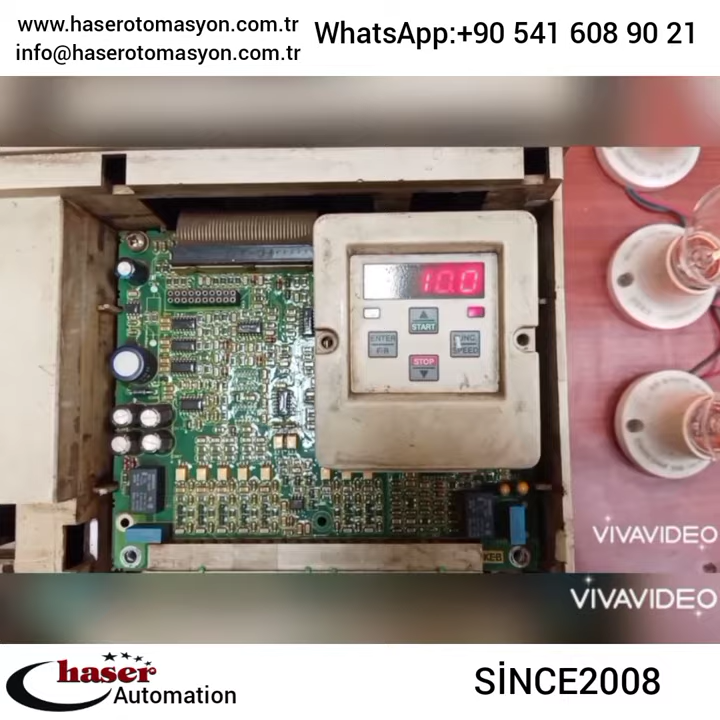 www.haserotomasyon.com.tr
info@haserotomasyon.com.tr
WhatsApp:+90 541 608 90 21
10.0
START
ENTER
F/R
SPEED
STOP
KEB
VIVAVIDEO
VIVAVIDEO
haser
Automation
SİNCE2008